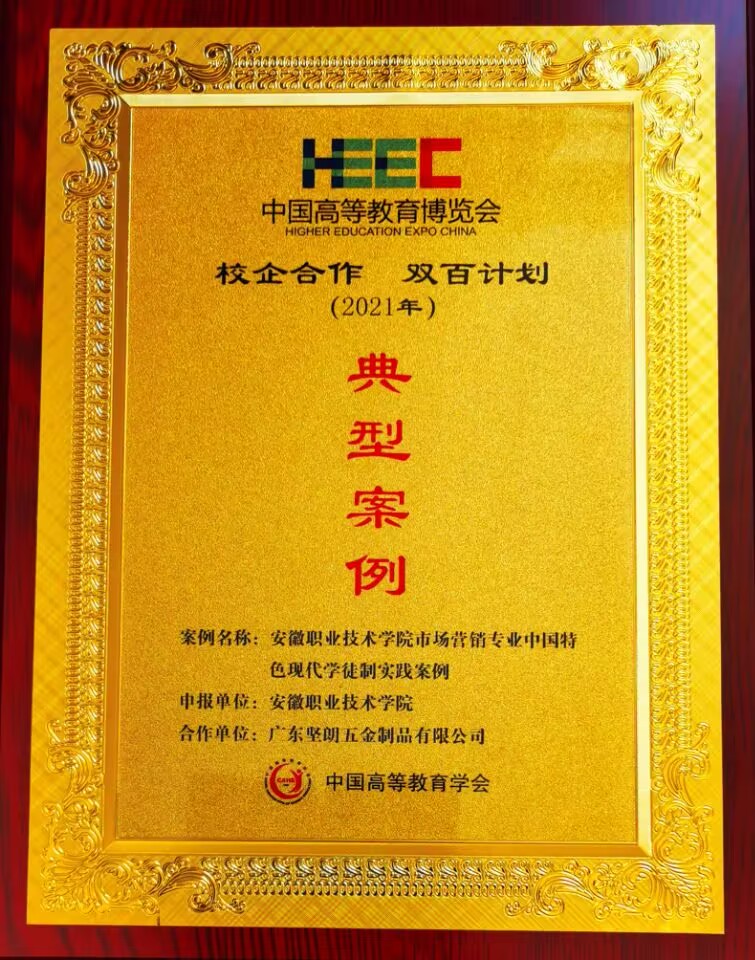 HEEC
中国高等教育博览会
HIGHER EDUCATION EXPO CHINA
校企合作 双百计划
(2021年)
典
型
案
例
案例名称：安徽职业技术学院市场营销专业中国特
色现代学徒制实践案例
申报单位：安徽职业技术学院
合作单位：广东坚朗五金制品有限公司
中国高等教育学会